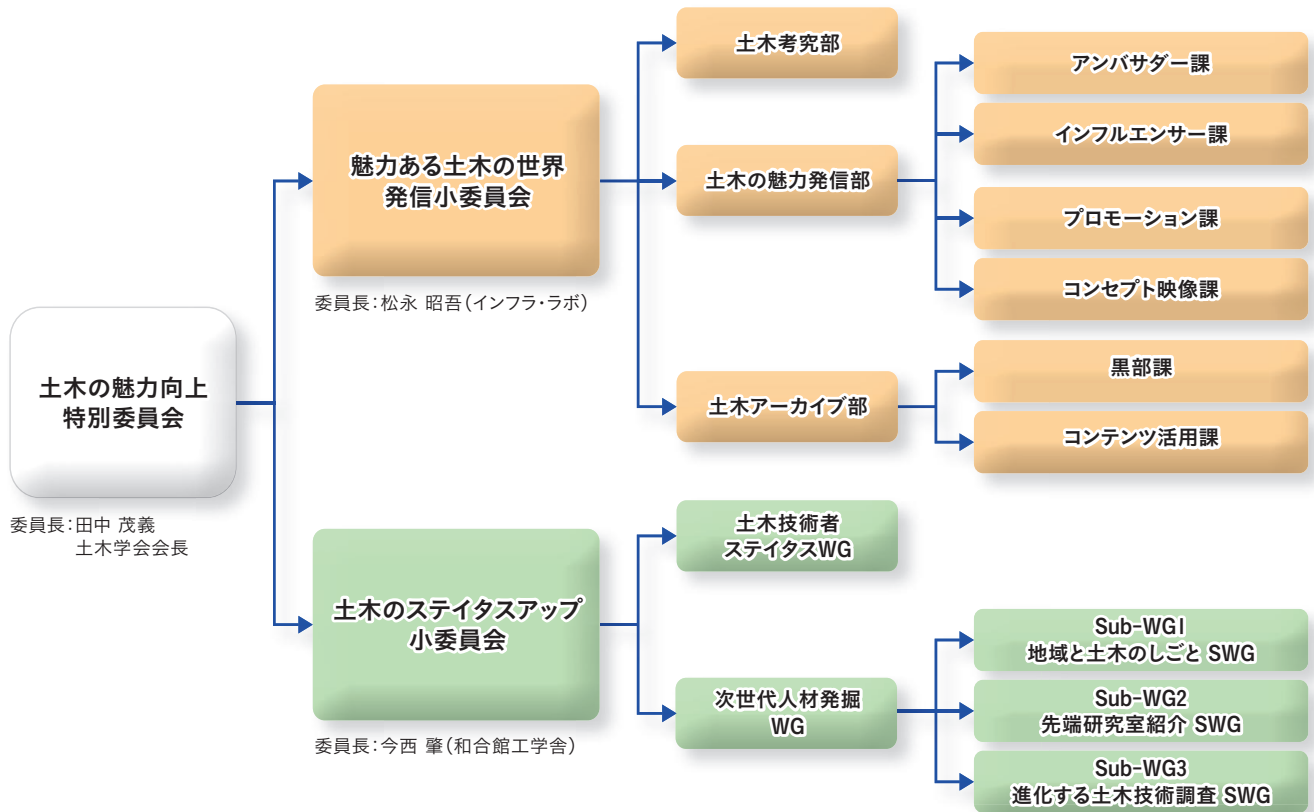 土木の魅力向上
特別委員会
委員長：田中 茂義
土木学会会長
魅力ある土木の世界
発信小委員会
委員長：松永 昭吾（インフラ・ラボ）
土木考究部
土木の魅力発信部
アンバサダー課
インフルエンサー課
プロモーション課
コンセプト映像課
土木アーカイブ部
黒部課
コンテンツ活用課
土木のステイタスアップ
小委員会
委員長：今西 肇（和合館工学舎）
土木技術者
ステイタスWG
次世代人材発掘
WG
Sub-WG1
地域と土木のしごと SWG
Sub-WG2
先端研究室紹介 SWG
Sub-WG3
進化する土木技術調査 SWG